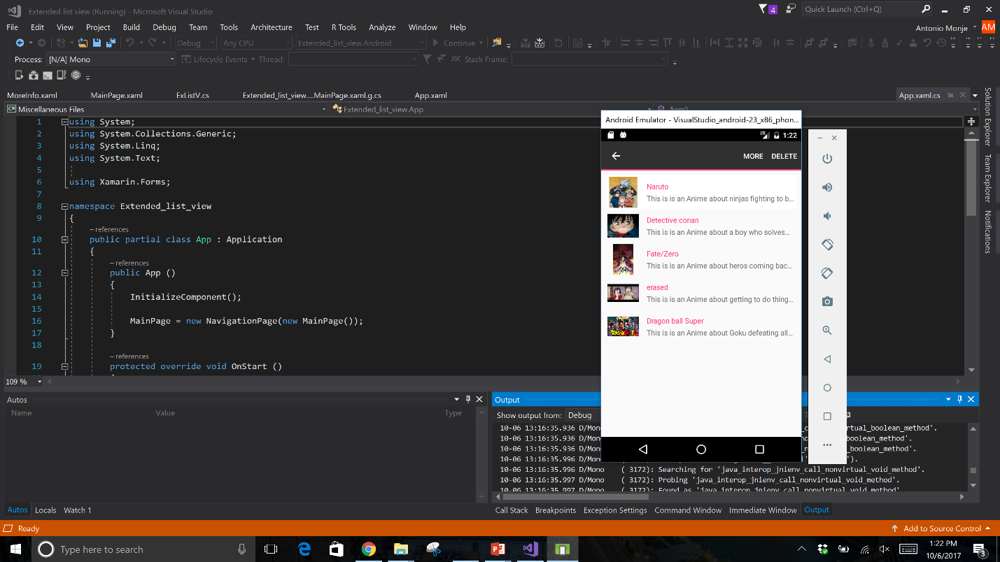 Extended list view (Running) - Microsoft Visual Studio
4
Quick Launch (Ctrl+Q)
File Edit View Project Build Debug Team Tools Architecture Test R Tools Analyze Window Help
Antonio Monje AM
Debug Any CPU Extended_list_view.Android Continue
Process: [N/A] Mono Lifecycle Events Thread: Stack Frame:
MoreInfo.xaml MainPage.xaml ExListV.cs Extended_list_view....MainPage.xaml.g.cs App.xaml App.xaml.cs
Miscellaneous Files Extended_list_view.App App()
1 using System;
2 using System.Collections.Generic;
3 using System.Linq;
4 using System.Text;
5
6 using Xamarin.Forms;
7
8 namespace Extended_list_view
9 {
– references
10 public partial class App : Application
11 {
– references
12 public App ()
13 {
14 InitializeComponent();
15
16 MainPage = new NavigationPage(new MainPage());
17 }
18
– references
19 protected override void OnStart ()
109 %
Solution Explorer
Team Explorer
Notifications
Android Emulator - VisualStudio_android-23_x86_phon...
LTE 1:22
MORE DELETE
Naruto
This is is an Anime about ninjas fighting to b...
Detective conan
This is is an Anime about a boy who solves...
Fate/Zero
This is is an Anime about heros coming bac...
erased
This is is an Anime about getting to do thing...
Dragon ball Super
This is is an Anime about Goku defeating all...
Autos
Name Value Type
Autos Locals Watch 1
Output
Show output from: Debug
10-06 13:16:35.936 D/Mono
10-06 13:16:35.936 D/Mono
10-06 13:16:35.936 D/Mono
10-06 13:16:35.996 D/Mono
10-06 13:16:35.996 D/Mono ( 3172): Searching for 'java_interop_jnienv_call_nonvirtual_void_method'.
10-06 13:16:35.997 D/Mono ( 3172): Probing 'java_interop_jnienv_call_nonvirtual_void_method'.
10-06 13:16:35.997 D/Mono ( 3172): Found as 'java_interop_jnienv_call_nonvirtual_void_method'
Call Stack Breakpoints Exception Settings Command Window Immediate Window Output
Ready
Add to Source Control
Type here to search
1:22 PM
10/6/2017
3